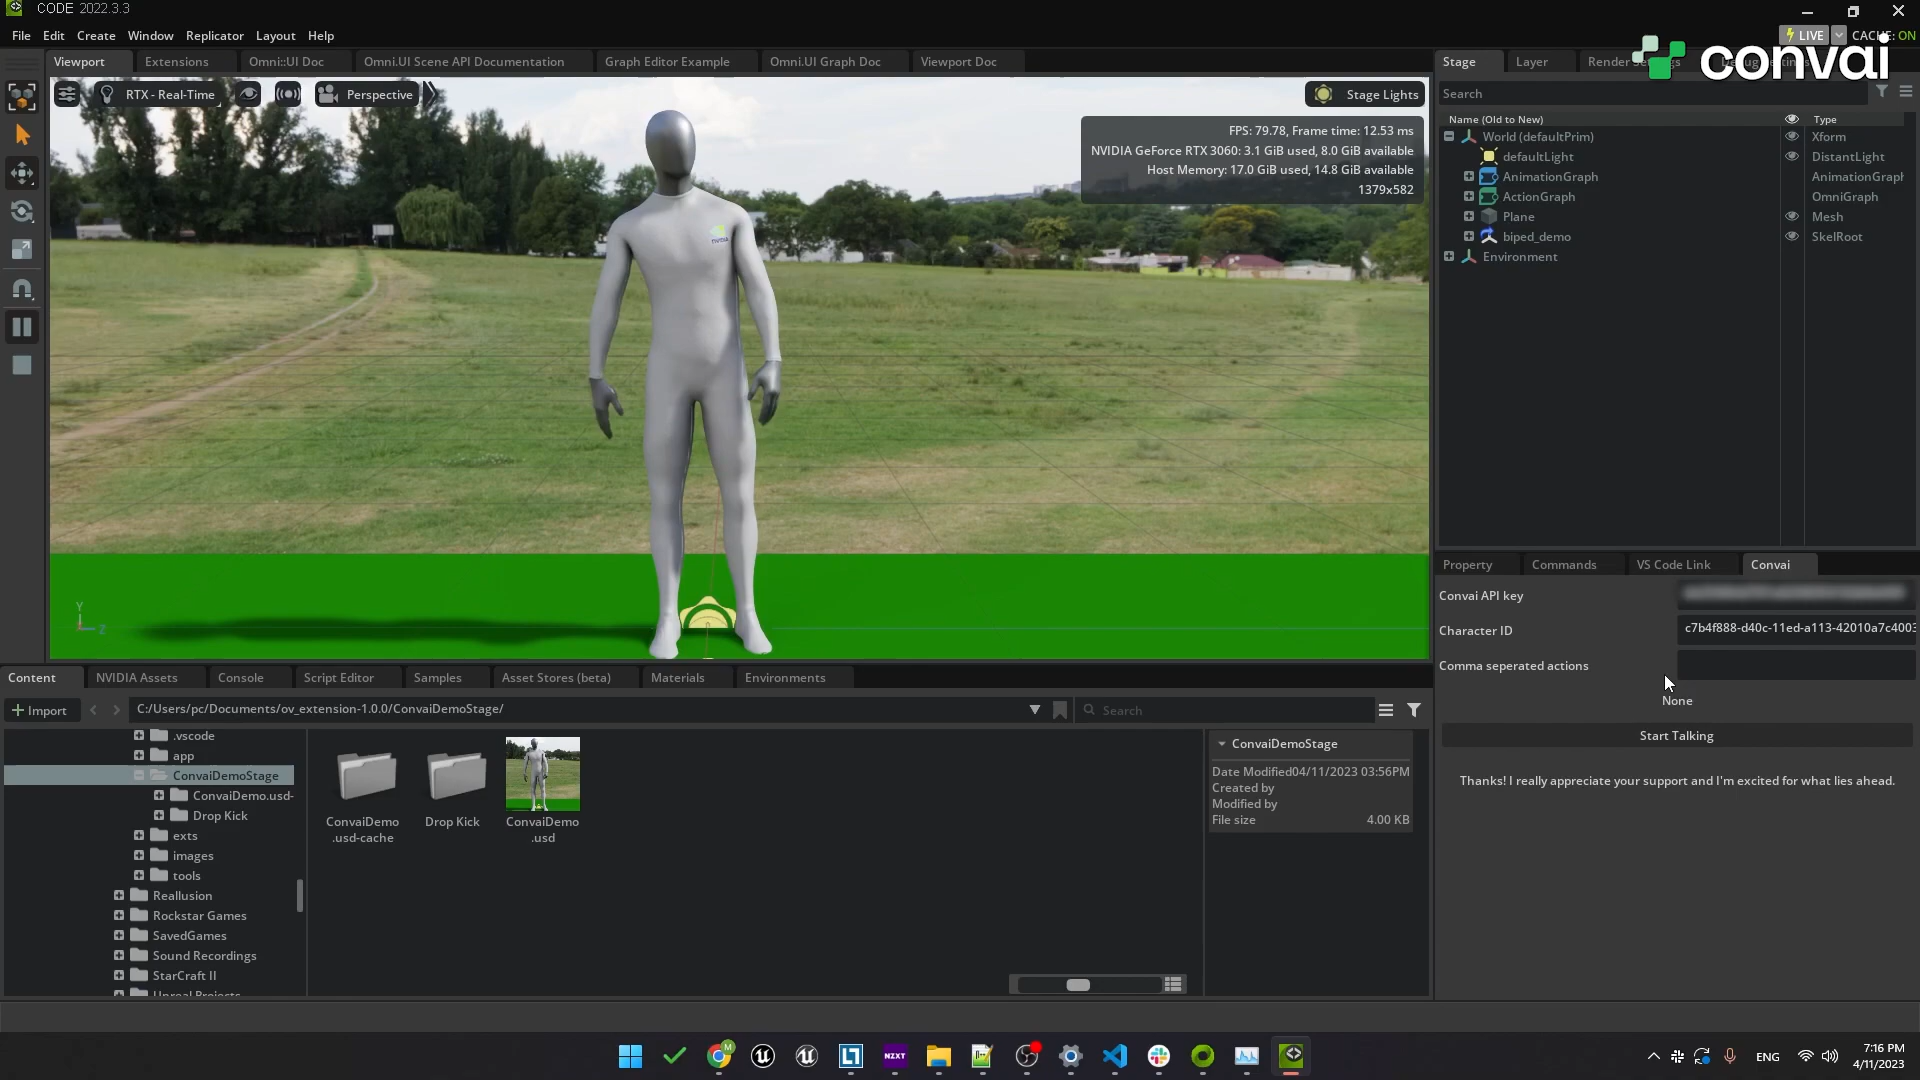 CODE 2022.3.3
File Edit Create Window Replicator Layout Help
LIVE CACHE: ON
convai
Viewport Extensions Omni::UI Doc Omni.UI Scene API Documentation Graph Editor Example Omni.UI Graph Doc Viewport Doc
Stage Layer Render
RTX - Real-Time Perspective Stage Lights
FPS: 79.78, Frame time: 12.53 ms
NVIDIA GeForce RTX 3060: 3.1 GiB used, 8.0 GiB available
Host Memory: 17.0 GiB used, 14.8 GiB available
1379x582
nvidia
Y
Z
Search
Name (Old to New) Type
World (defaultPrim) Xform
defaultLight DistantLight
AnimationGraph AnimationGraph
ActionGraph OmniGraph
Plane Mesh
biped_demo SkelRoot
Environment
Property Commands VS Code Link Convai
Convai API key
Character ID c7b4f888-d40c-11ed-a113-42010a7c4003
Comma seperated actions
None
Start Talking
Thanks! I really appreciate your support and I'm excited for what lies ahead.
Content NVIDIA Assets Console Script Editor Samples Asset Stores (beta) Materials Environments
Import C:/Users/pc/Documents/ov_extension-1.0.0/ConvaiDemoStage/ Search
.vscode
app
ConvaiDemoStage
ConvaiDemo.usd-
Drop Kick
exts
images
tools
Reallusion
Rockstar Games
SavedGames
Sound Recordings
StarCraft II
Unreal Projects
ConvaiDemo
.usd-cache
Drop Kick
ConvaiDemo
.usd
ConvaiDemoStage
Date Modified04/11/2023 03:56PM
Created by
Modified by
File size 4.00 KB
M
NZXT
ENG
7:16 PM
4/11/2023